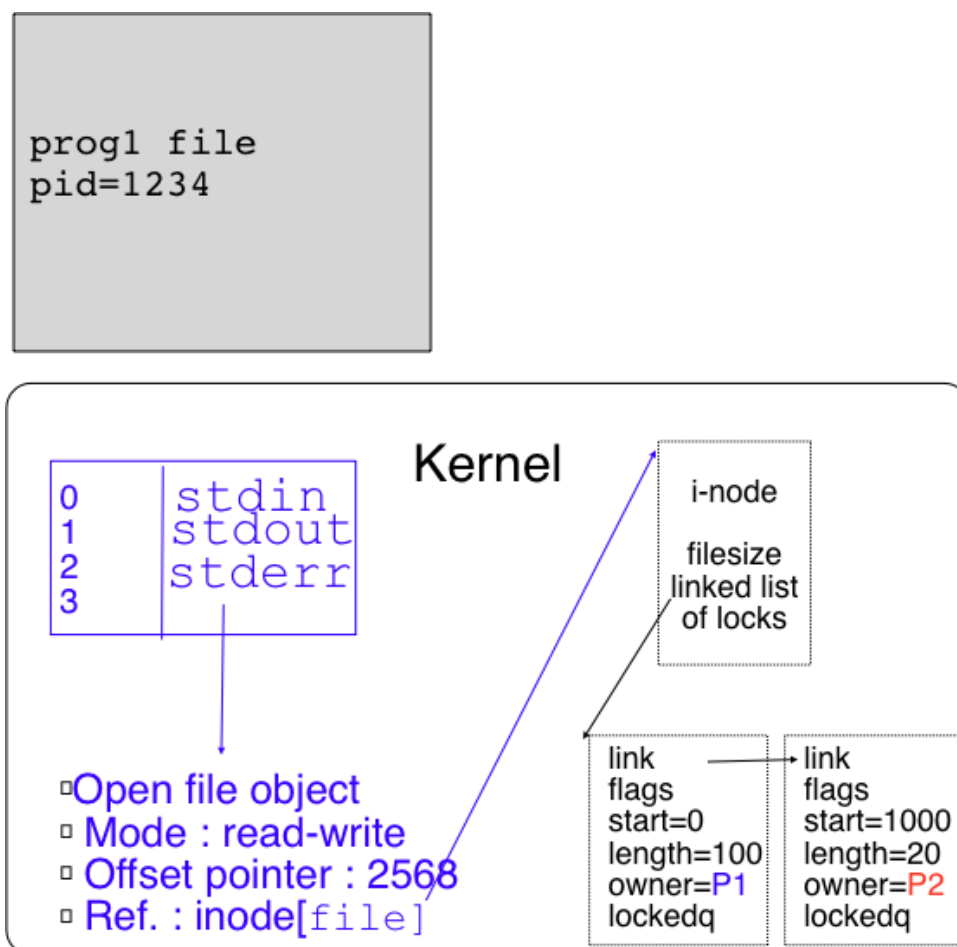 prog1 file
pid=1234
Kernel
0 stdin
1 stdout
2 stderr
3
i-node
filesize
linked list
of locks
Open file object
Mode : read-write
Offset pointer : 2568
Ref. : inode[file]
link
flags
start=0
length=100
owner=P1
lockedq
link
flags
start=1000
length=20
owner=P2
lockedq